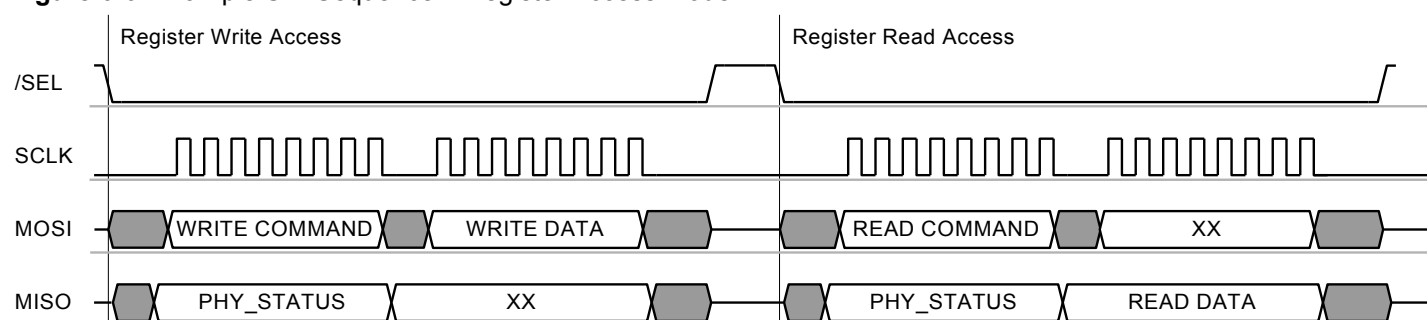 Register Write Access Register Read Access
/SEL
SCLK
MOSI WRITE COMMAND WRITE DATA READ COMMAND XX
MISO PHY_STATUS XX PHY_STATUS READ DATA